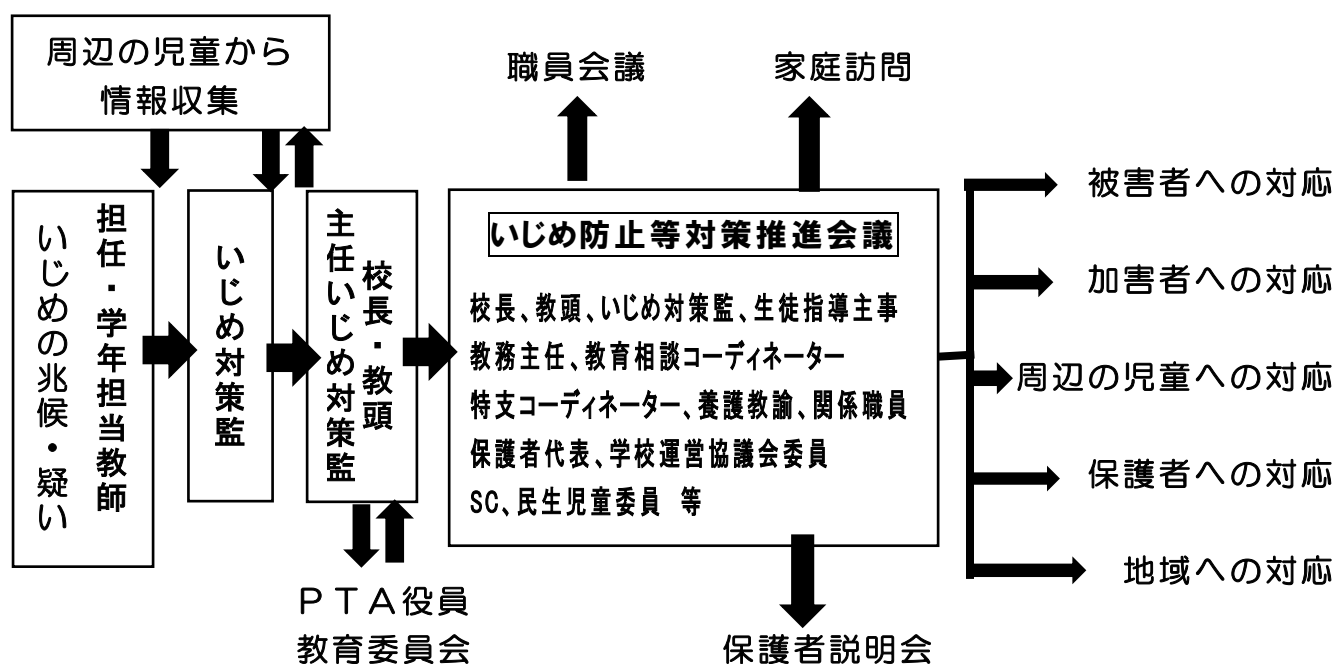 周辺の児童から
情報収集
職員会議
家庭訪問
担任・学年担当教師
いじめの兆候・疑い
いじめ対策監
校長・教頭
主任いじめ対策監
いじめ防止等対策推進会議
校長、教頭、いじめ対策監、生徒指導主事
教務主任、教育相談コーディネーター
特支コーディネーター、養護教諭、関係職員
保護者代表、学校運営協議会委員
SC、民生児童委員　等
被害者への対応
加害者への対応
周辺の児童への対応
保護者への対応
地域への対応
ＰＴＡ役員
教育委員会
保護者説明会